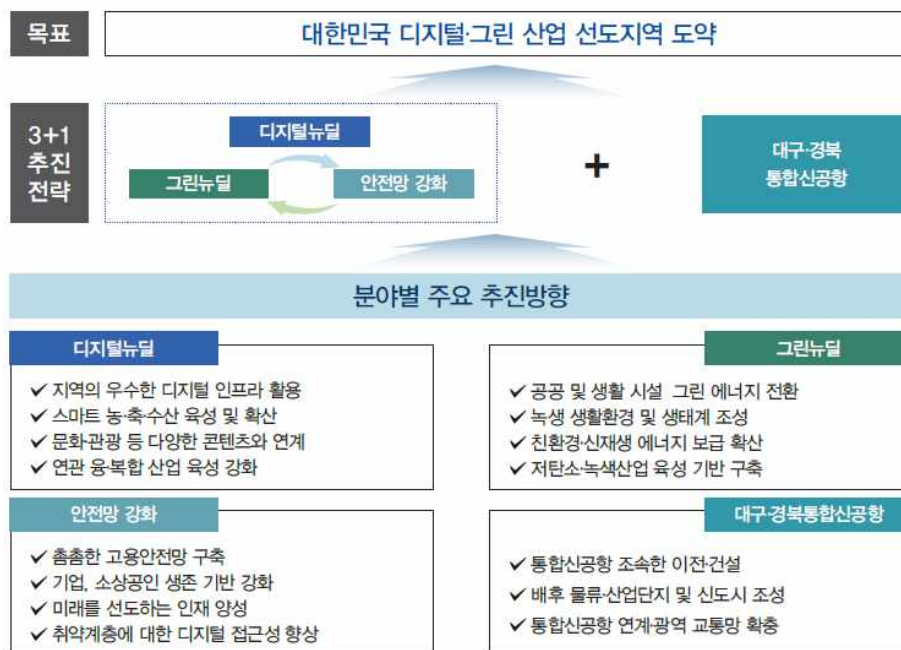 목표
대한민국 디지털·그린 산업 선도지역 도약
3+1
추진
전략
디지털뉴딜
그린뉴딜
안전망 강화
+
대구·경북
통합신공항
분야별 주요 추진방향
디지털뉴딜
✓ 지역의 우수한 디지털 인프라 활용
✓ 스마트 농·축·수산 육성 및 확산
✓ 문화·관광 등 다양한 콘텐츠와 연계
✓ 연관 융·복합 산업 육성 강화
그린뉴딜
✓ 공공 및 생활 시설 그린 에너지 전환
✓ 녹생 생활환경 및 생태계 조성
✓ 친환경·신재생 에너지 보급 확산
✓ 저탄소·녹색산업 육성 기반 구축
안전망 강화
✓ 촘촘한 고용안전망 구축
✓ 기업, 소상공인 생존 기반 강화
✓ 미래를 선도하는 인재 양성
✓ 취약계층에 대한 디지털 접근성 향상
대구·경북통합신공항
✓ 통합신공항 조속한 이전·건설
✓ 배후 물류·산업단지 및 신도시 조성
✓ 통합신공항 연계·광역 교통망 확충